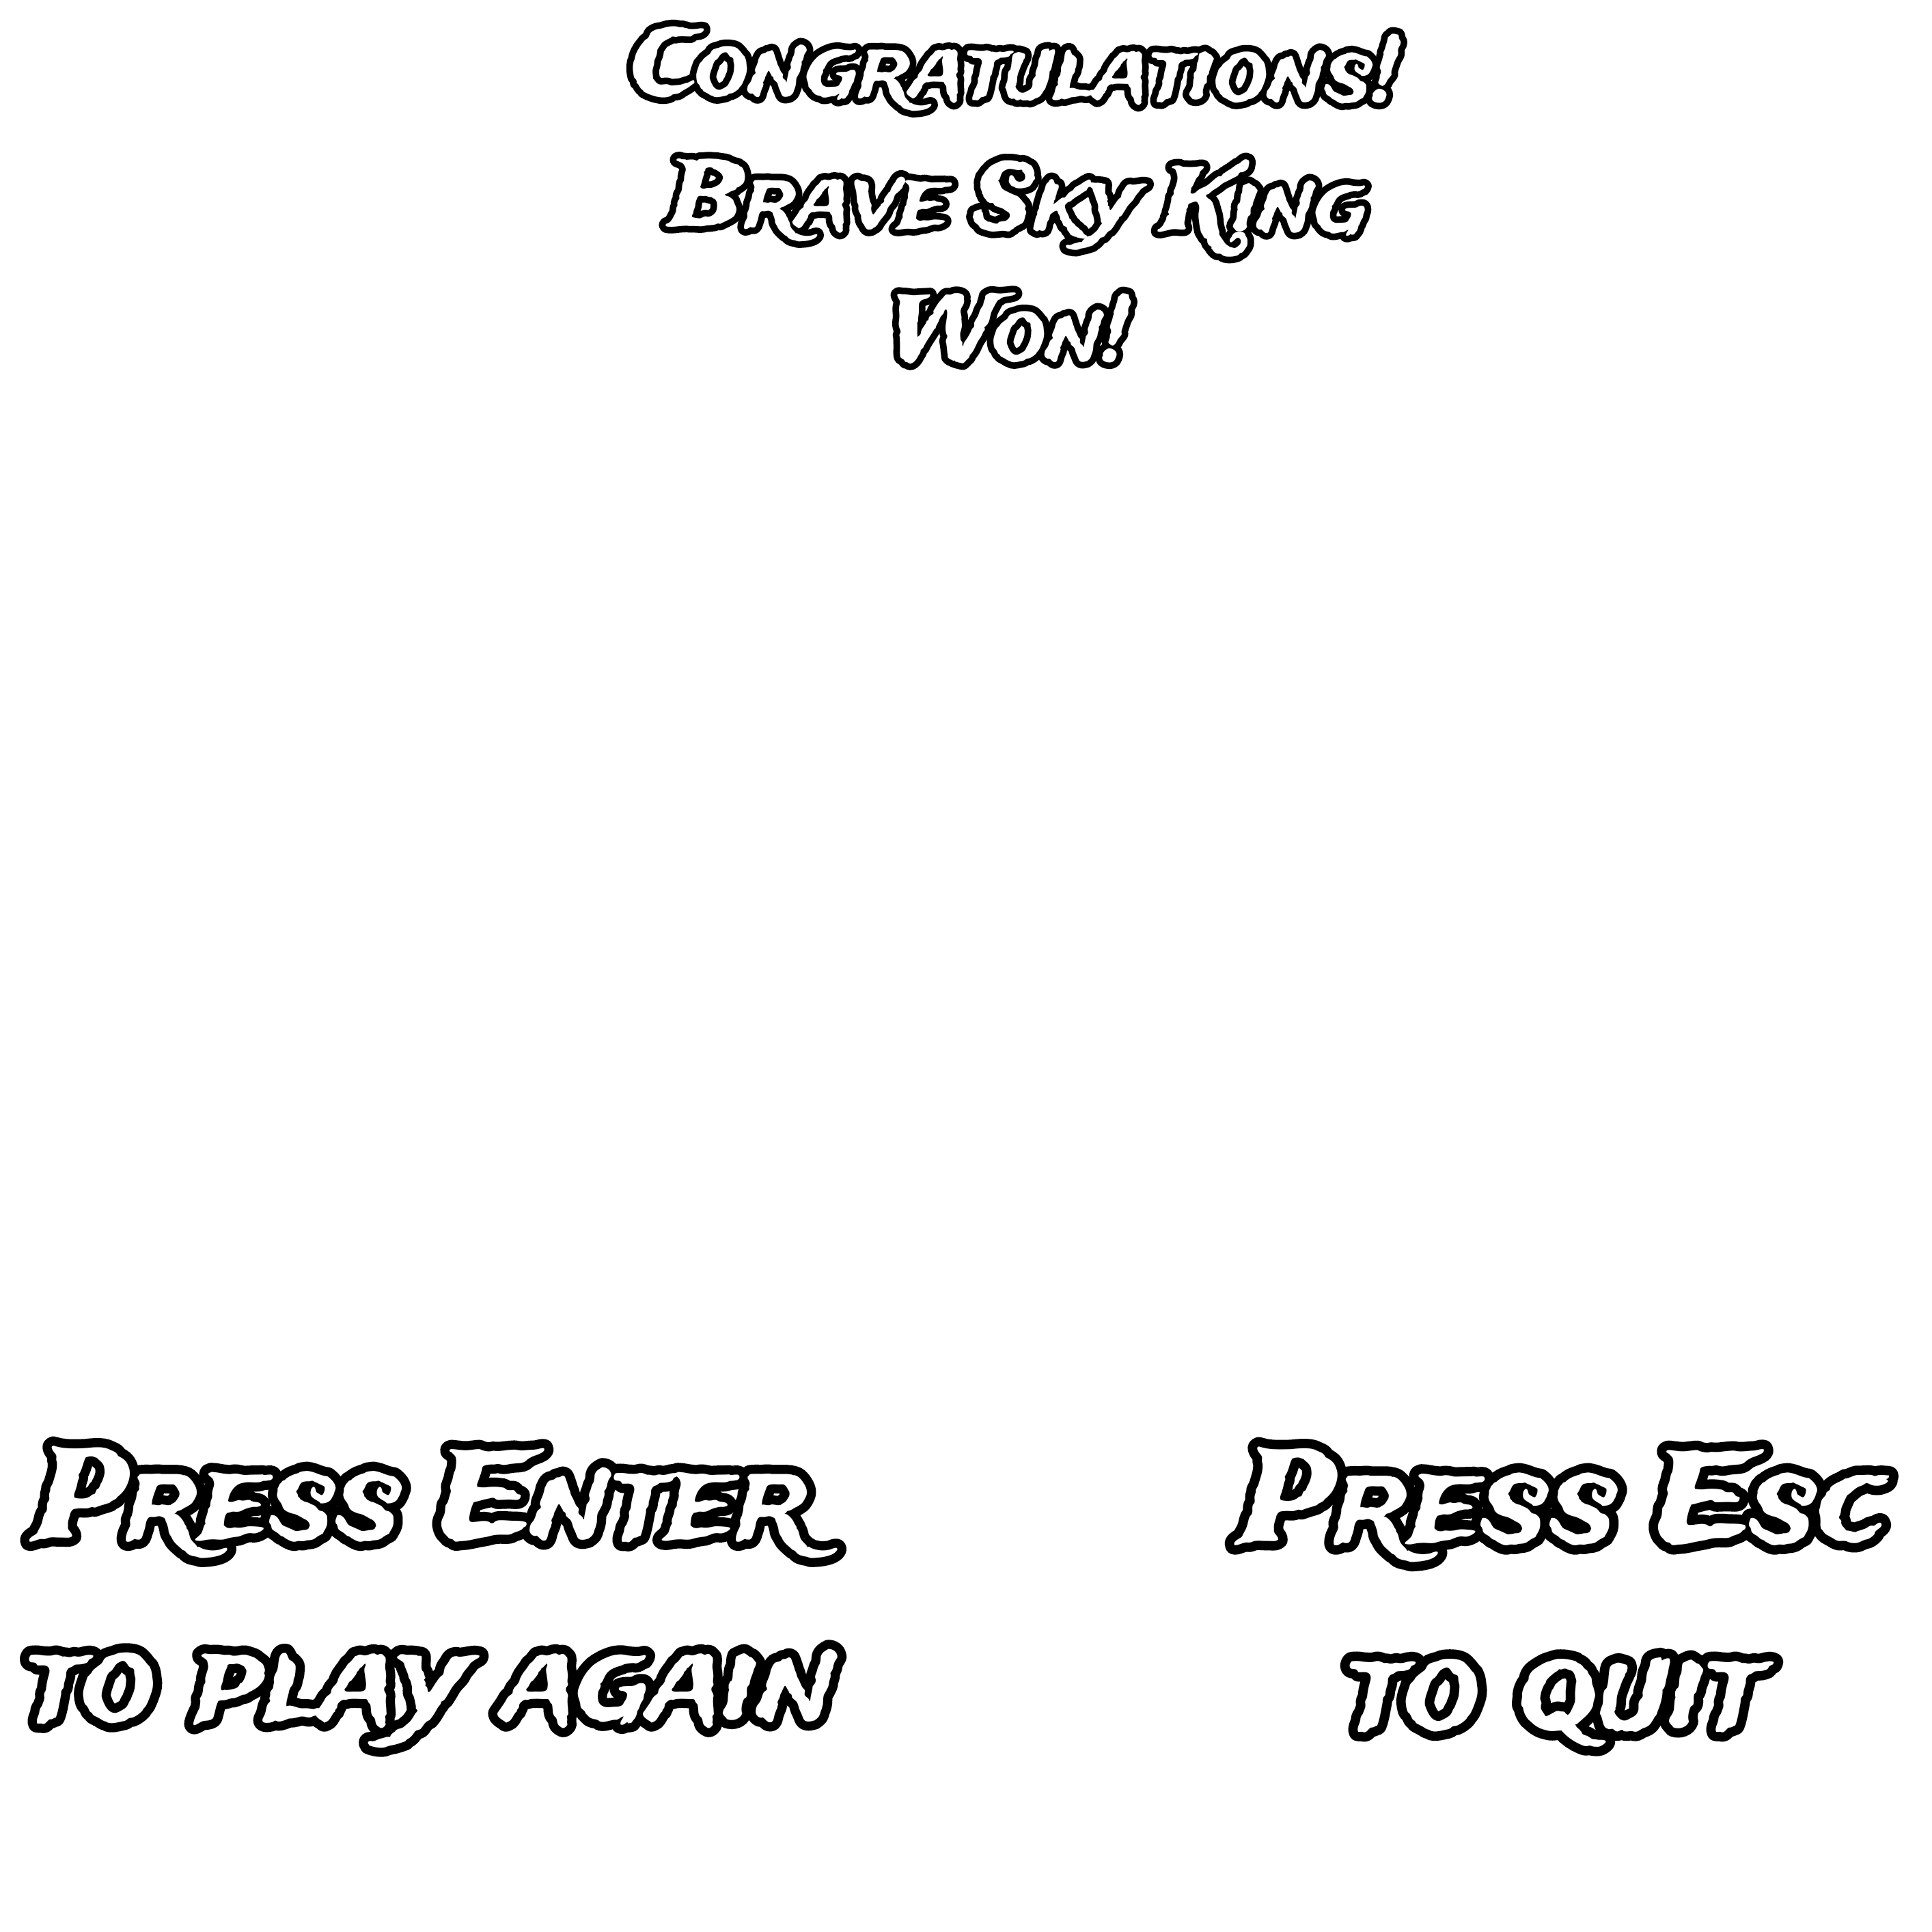 Congratulations!
Brave Sky King
Won!
Press Enter
to play again
Press Esc
to quit